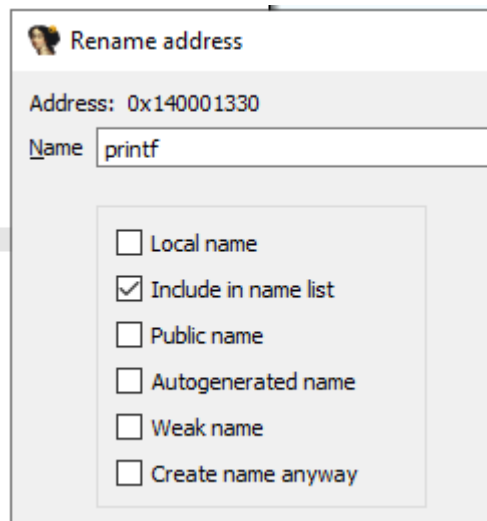 Rename address
Address: 0x140001330
Name printf
Local name
Include in name list
Public name
Autogenerated name
Weak name
Create name anyway